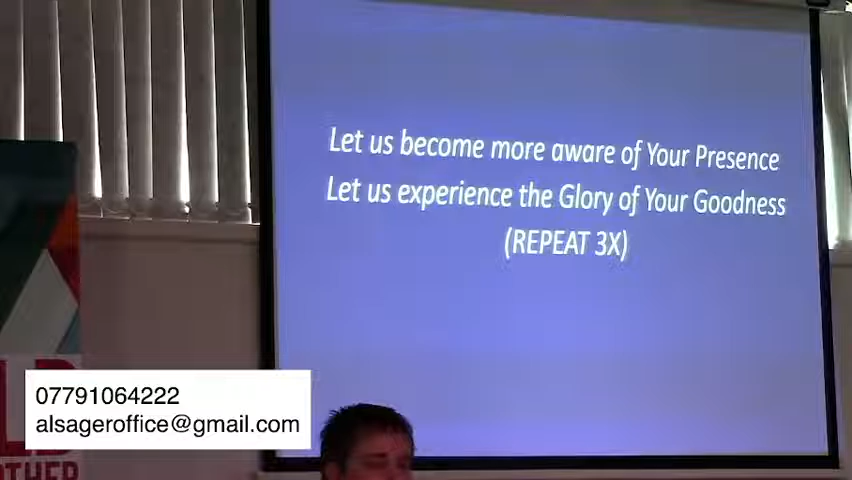 Let us become more aware of Your Presence
Let us experience the Glory of Your Goodness
(REPEAT 3X)
07791064222
alsageroffice@gmail.com